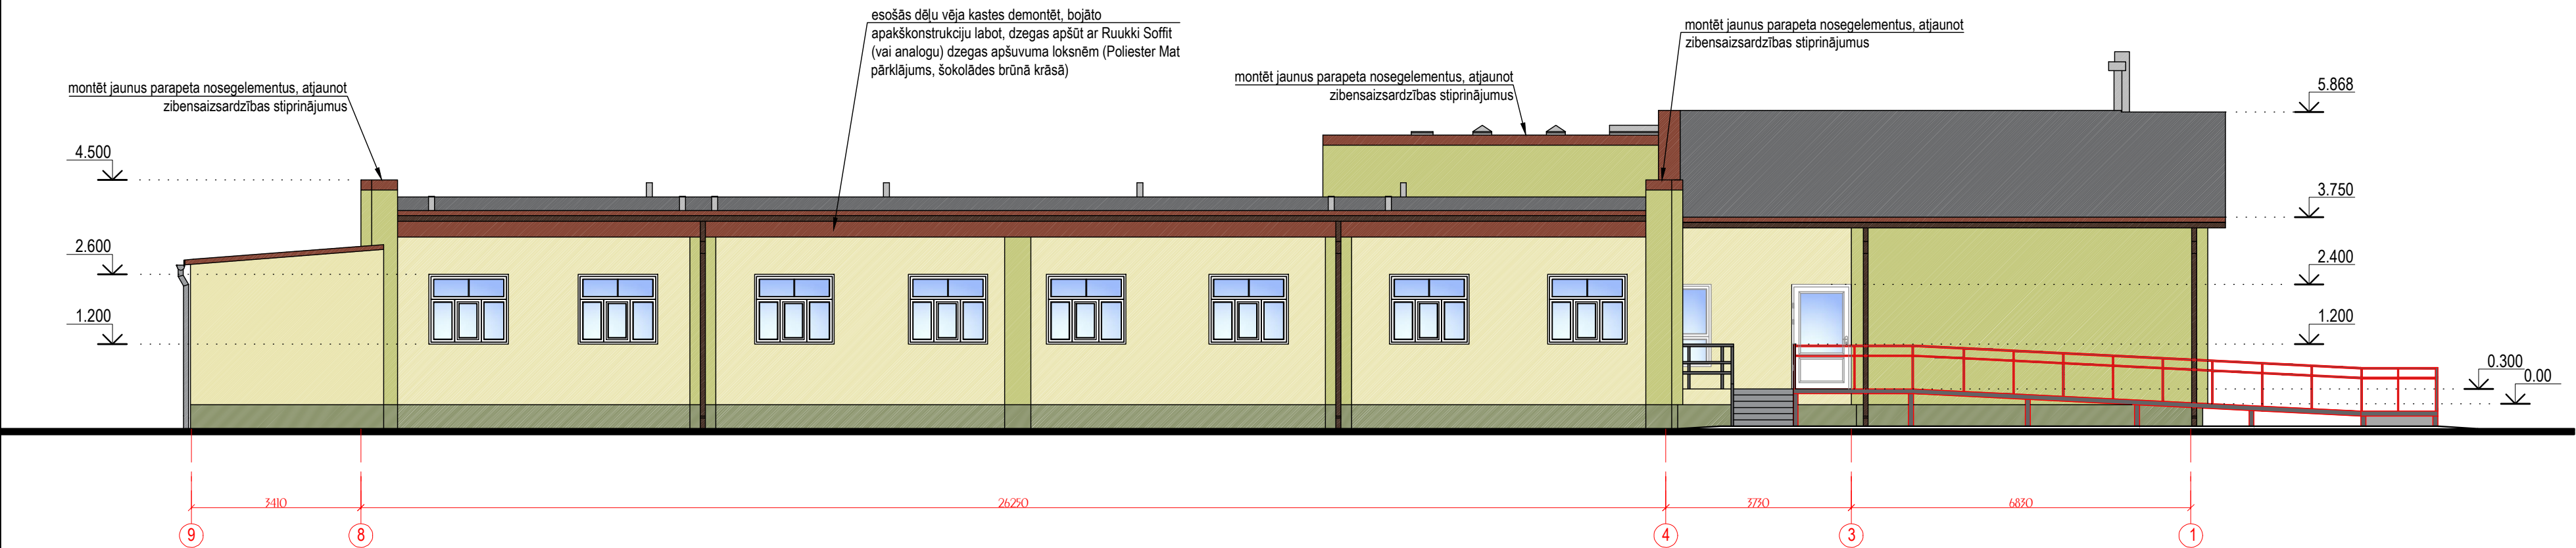 esošās dēļu vēja kastes demontēt, bojāto
apakškonstrukciju labot, dzegas apšūt ar Ruukki Soffit
(vai analogu) dzegas apšuvuma loksnēm (Poliester Mat
pārklājums, šokolādes brūnā krāsā)
montēt jaunus parapeta nosegelementus, atjaunot
zibensaizsardzības stiprinājumus
montēt jaunus parapeta nosegelementus, atjaunot
zibensaizsardzības stiprinājumus
montēt jaunus parapeta nosegelementus, atjaunot
zibensaizsardzības stiprinājumus
4.500
2.600
1.200
5.868
3.750
2.400
1.200
0.300
0.00
3410
26250
3730
6830
9
8
4
3
1